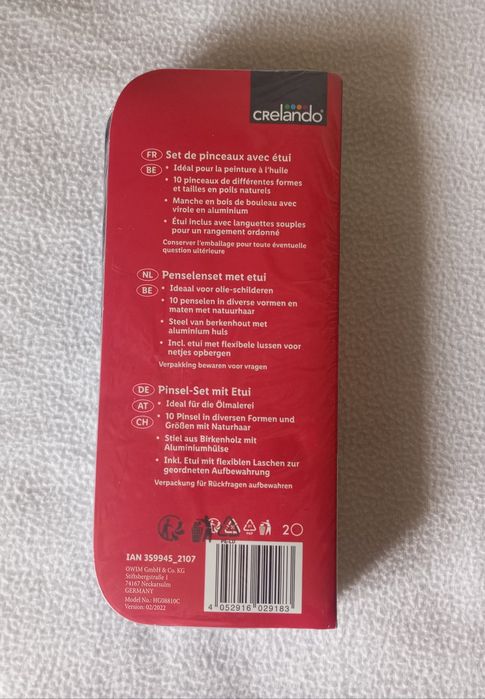 crelando
FR Set de pinceaux avec étui
BE • Idéal pour la peinture à l'huile
• 10 pinceaux de différentes formes
et tailles en poils naturels
• Manche en bois de bouleau avec
virole en aluminium
• Étui inclus avec languettes souples
pour un rangement ordonné
Conserver l'emballage pour toute éventuelle
question ultérieure
NL Penselenset met etui
BE • Ideaal voor olie-schilderen
• 10 penselen in diverse vormen en
maten met natuurhaar
• Steel van berkenhout met
aluminium huls
• Incl. etui met flexibele lussen voor
netjes opbergen
Verpakking bewaren voor vragen
DE Pinsel-Set mit Etui
AT • Ideal für die Ölmalerei
CH • 10 Pinsel in diversen Formen und
Größen mit Naturhaar
• Stiel aus Birkenholz mit
Aluminiumhülse
• Inkl. Etui mit flexiblen Laschen zur
geordneten Aufbewahrung
Verpackung für Rückfragen aufbewahren
2
IAN 359945_2107
OWIM GmbH & Co. KG
Stiftsbergstraße 1
74167 Neckarsulm
GERMANY
Model No.: HG08810C
Version: 02/2022
4 052916 029183